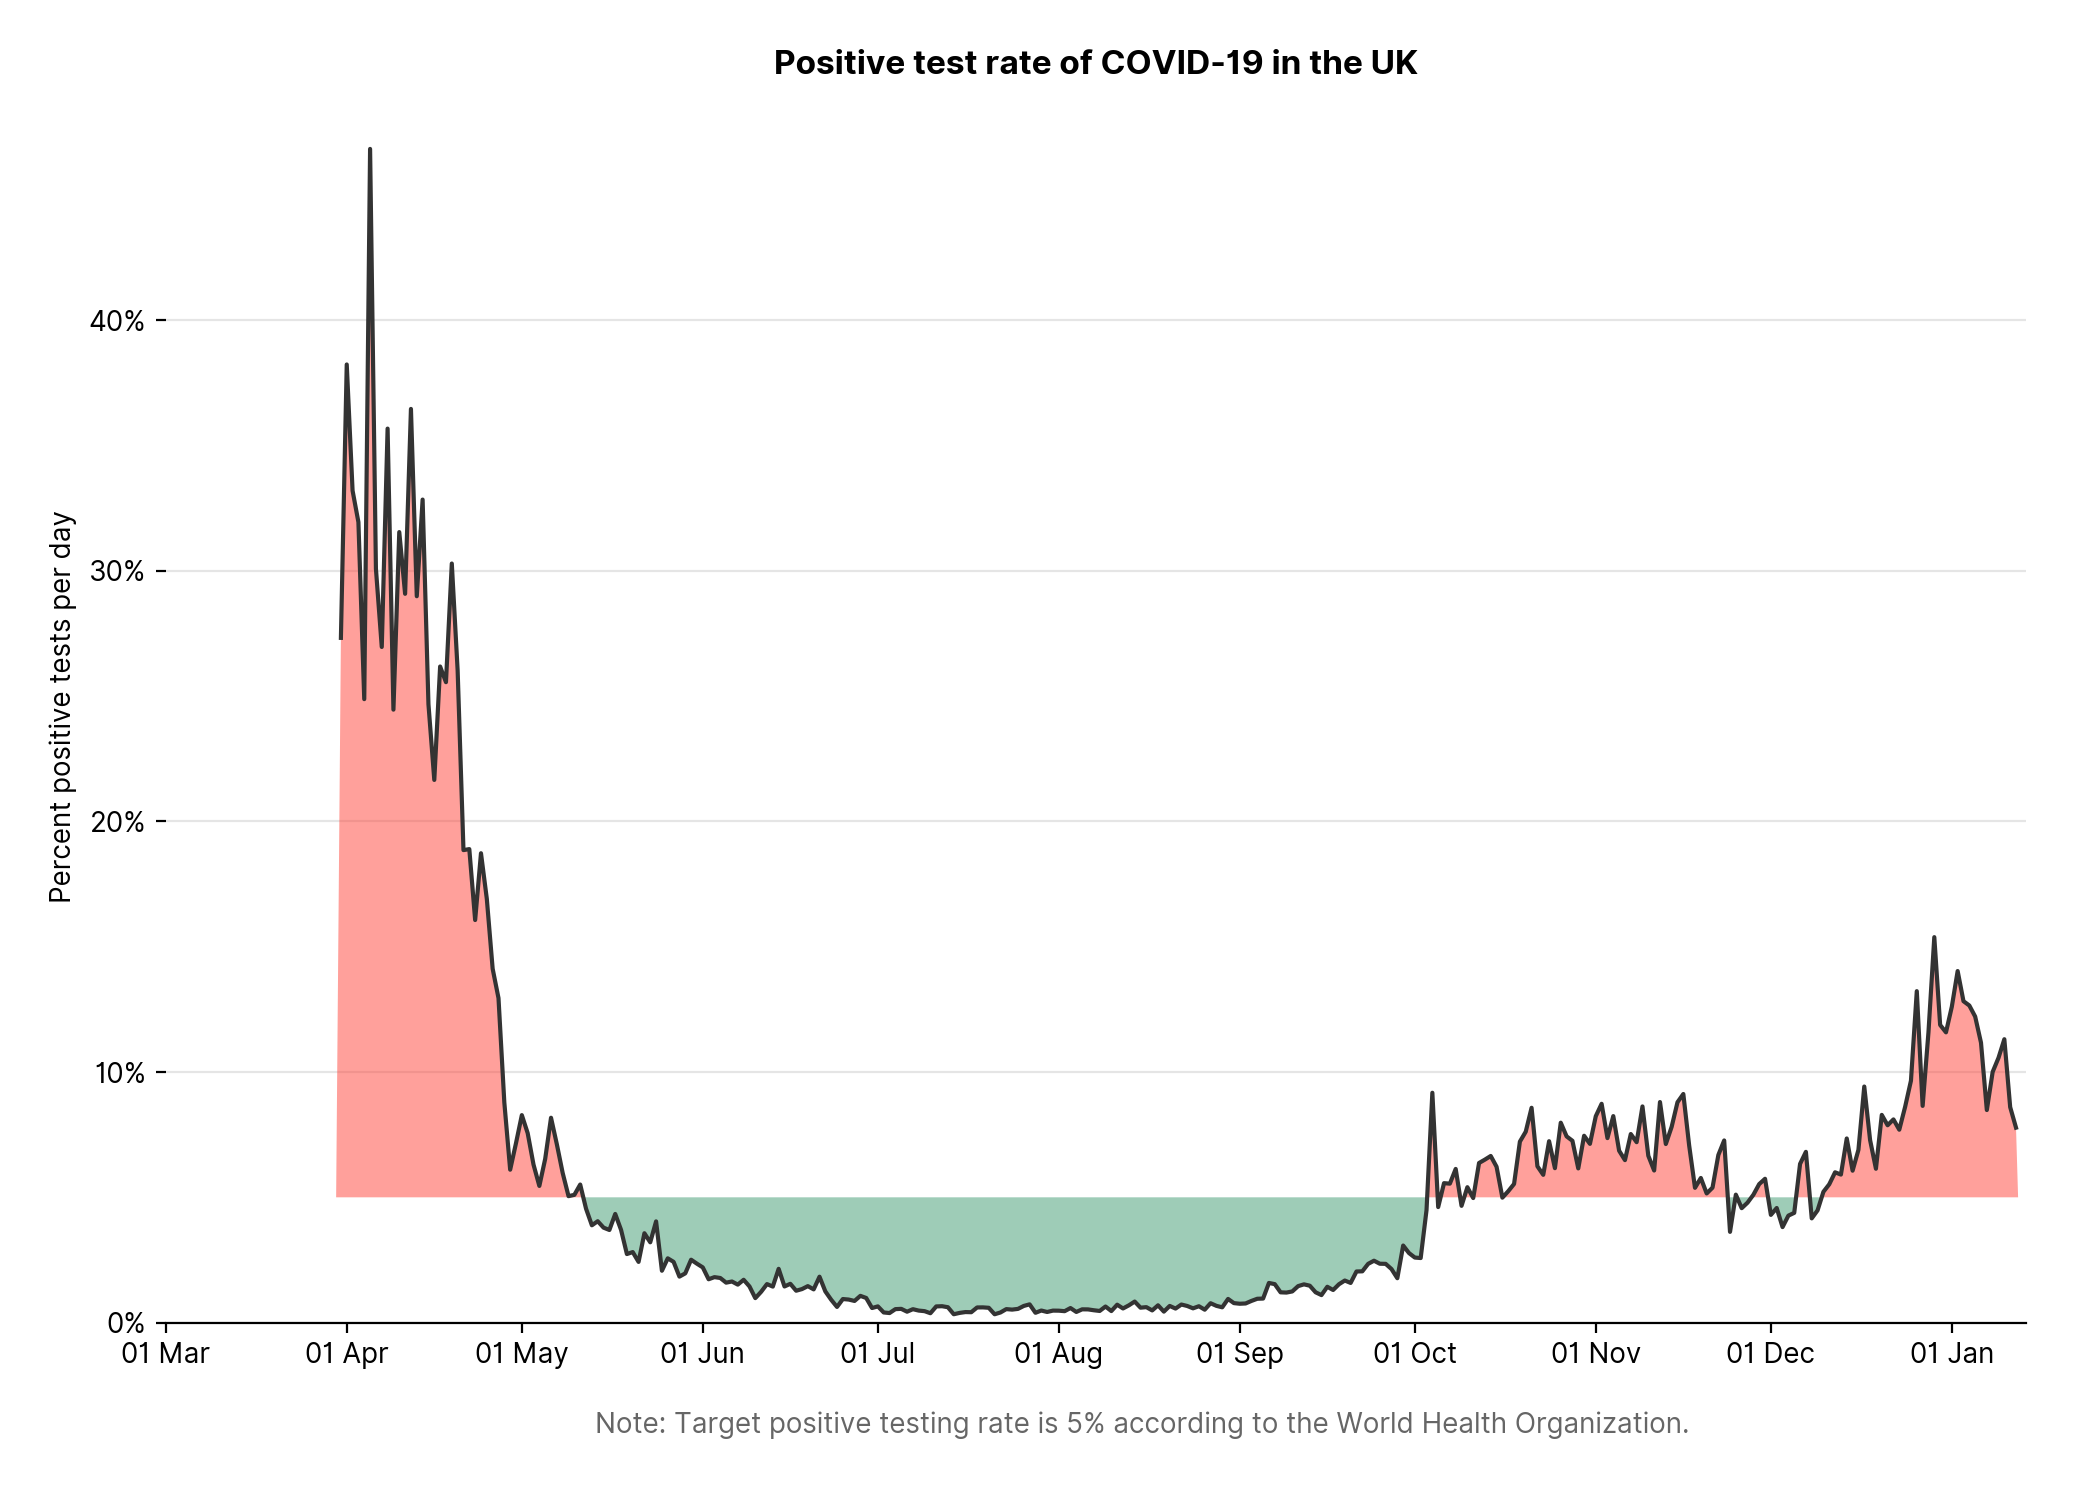 Positive test rate of COVID-19 in the UK
Percent positive tests per day
40%
30%
20%
10%
0%
01 Mar
01 Apr
01 May
01 Jun
01 Jul
01 Aug
01 Sep
01 Oct
01 Nov
01 Dec
01 Jan
Note: Target positive testing rate is 5% according to the World Health Organization.